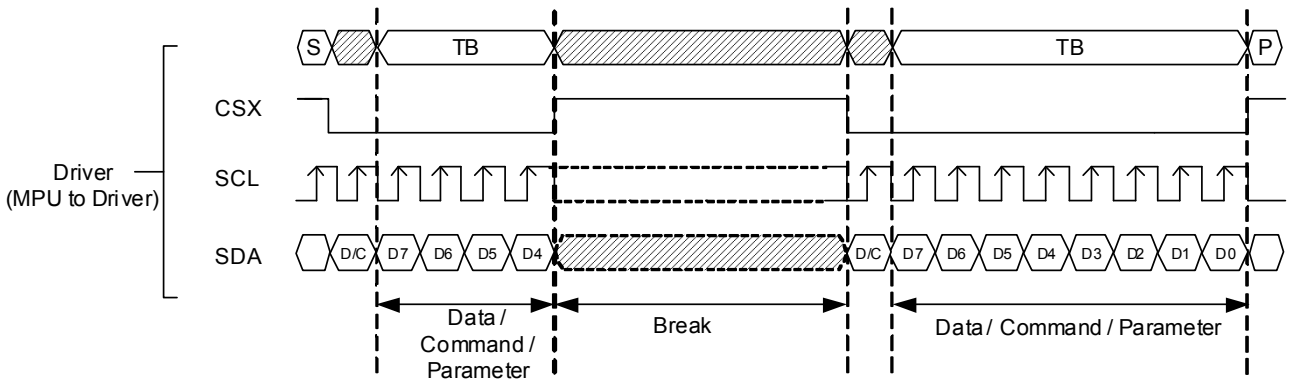 S TB TB P
CSX
Driver
(MPU to Driver)
SCL
SDA D/C D7 D6 D5 D4 D/C D7 D6 D5 D4 D3 D2 D1 D0
Data / Command / Parameter
Break
Data / Command / Parameter